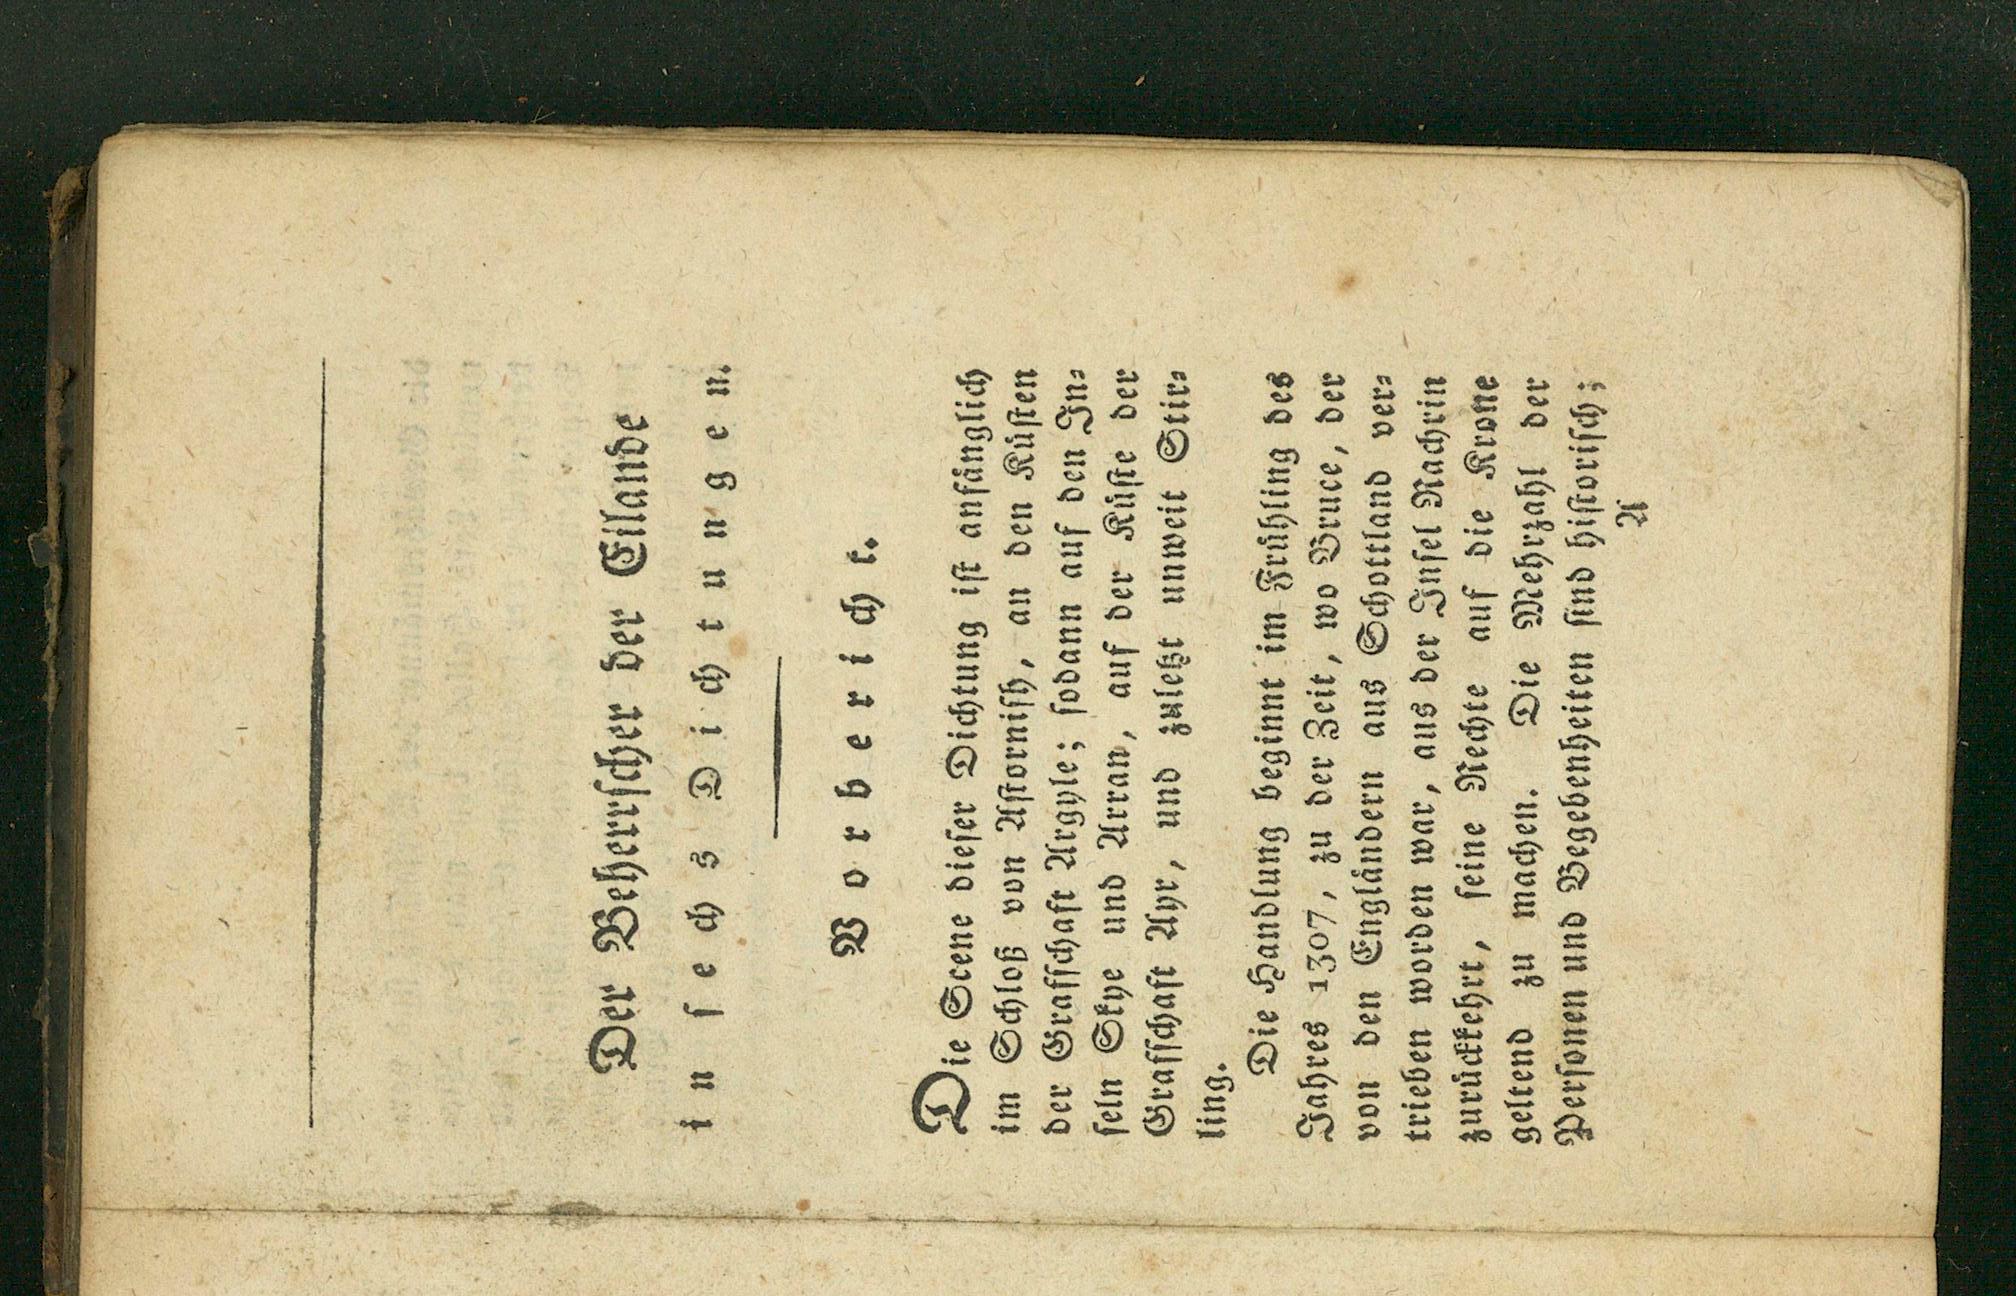 Der Beherrscher der Eilande
in sechs Dichtungen.
Vorbericht.
Die Scene dieser Dichtung ist anfänglich
im Schloß von Astornish, an den Küsten
der Grafschaft Argyle; sodann auf den In-
seln Skye und Arran, auf der Küste der
Grafschaft Ayr, und zuletzt unweit Stir-
ling.
Die Handlung beginnt im Frühling des
Jahres 1307, zu der Zeit, wo Bruce, der
von den Engländern aus Schottland ver-
trieben worden war, aus der Insel Rachrin
zurückkehrt, seine Rechte auf die Krone
geltend zu machen. Die Mehrzahl der
Personen und Begebenheiten sind historisch;
A